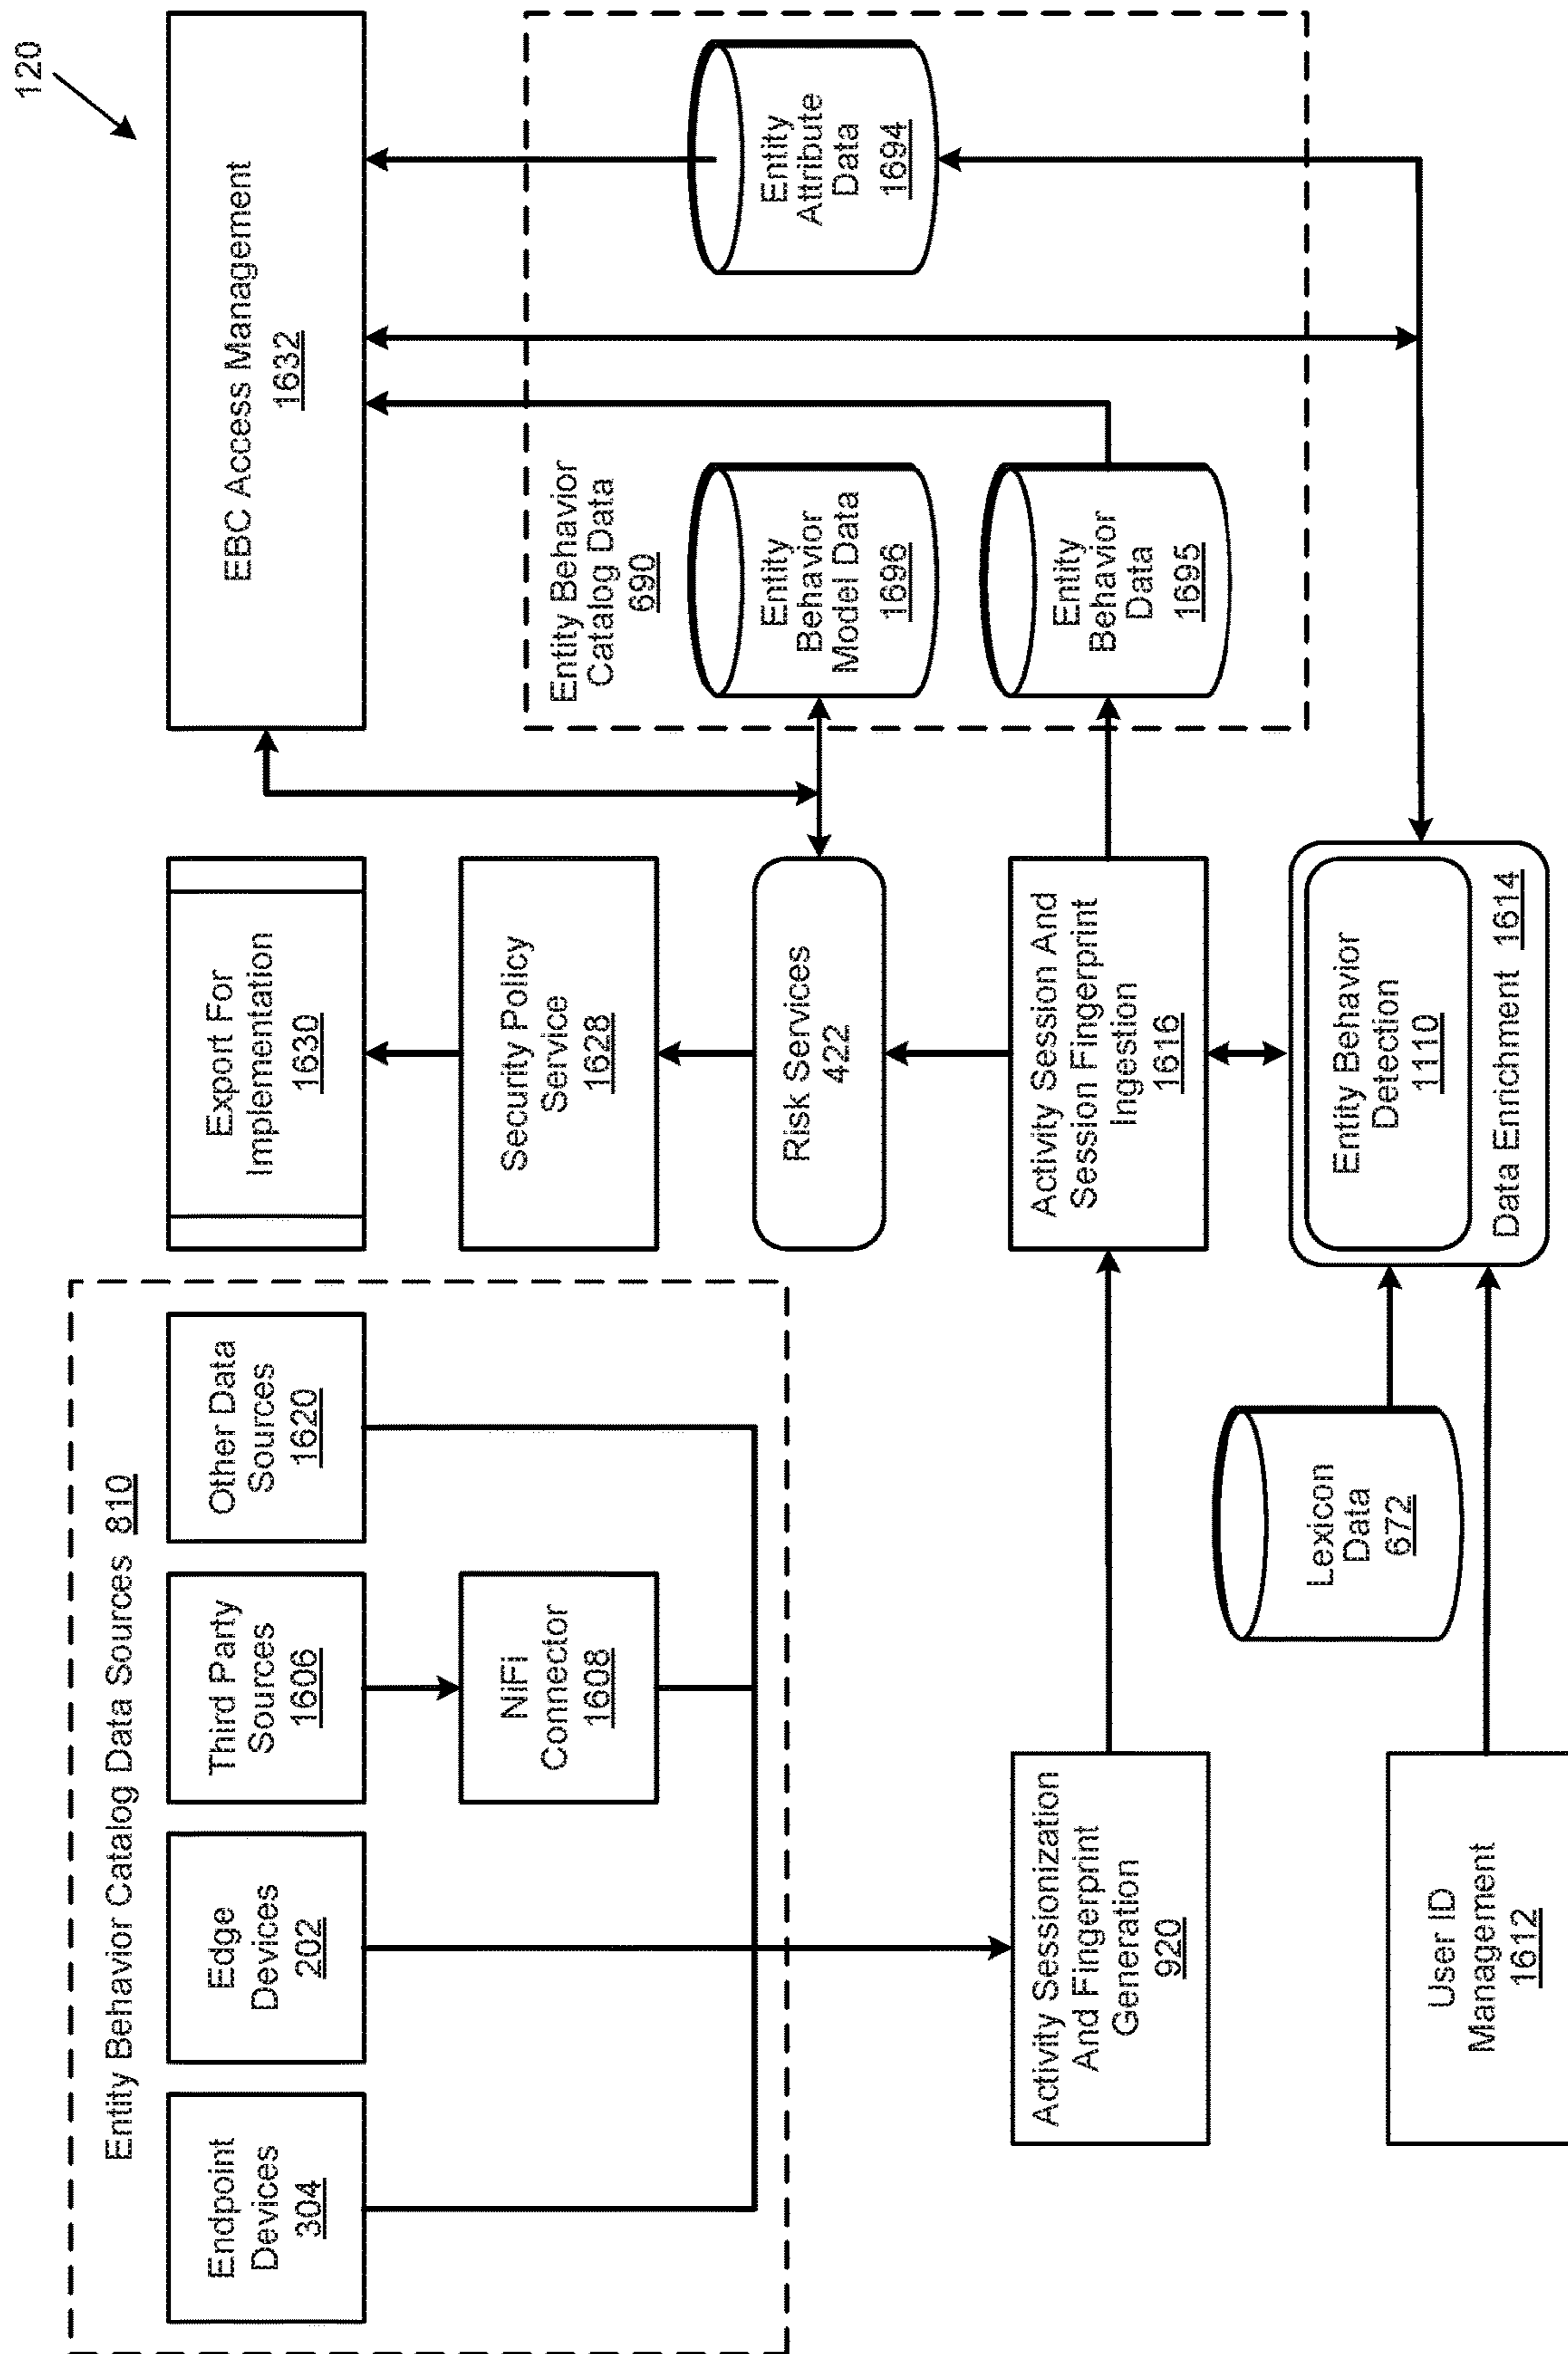 120
Entity Behavior Catalog Data Sources 810
Endpoint
Devices
304
Edge
Devices
202
Third Party
Sources
1606
Other Data
Sources
1620
NiFi
Connector
1608
Export For
Implementation
1630
EBC Access Management
1632
Security Policy
Service
1628
Risk Services
422
Entity Behavior
Catalog Data
690
Entity
Behavior
Model Data
1696
Entity
Attribute
Data
1694
Activity Sessionization
And Fingerprint
Generation
920
Activity Session And
Session Fingerprint
Ingestion
1616
Entity
Behavior
Data
1695
Lexicon
Data
672
User ID
Management
1612
Entity Behavior
Detection
1110
Data Enrichment 1614